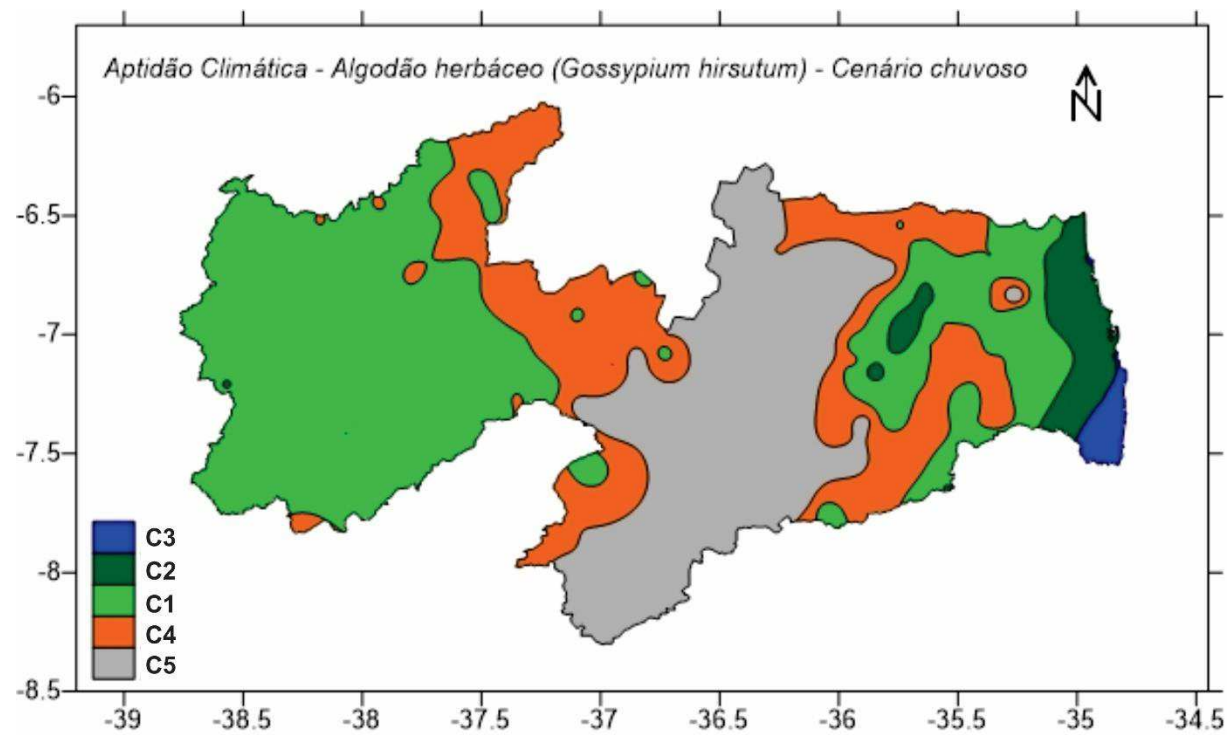 Aptidão Climática - Algodão herbáceo (Gossypium hirsutum) - Cenário chuvoso
N
-6
-6.5
-7
-7.5
-8
-8.5
C3
C2
C1
C4
C5
-39 -38.5 -38 -37.5 -37 -36.5 -36 -35.5 -35 -34.5